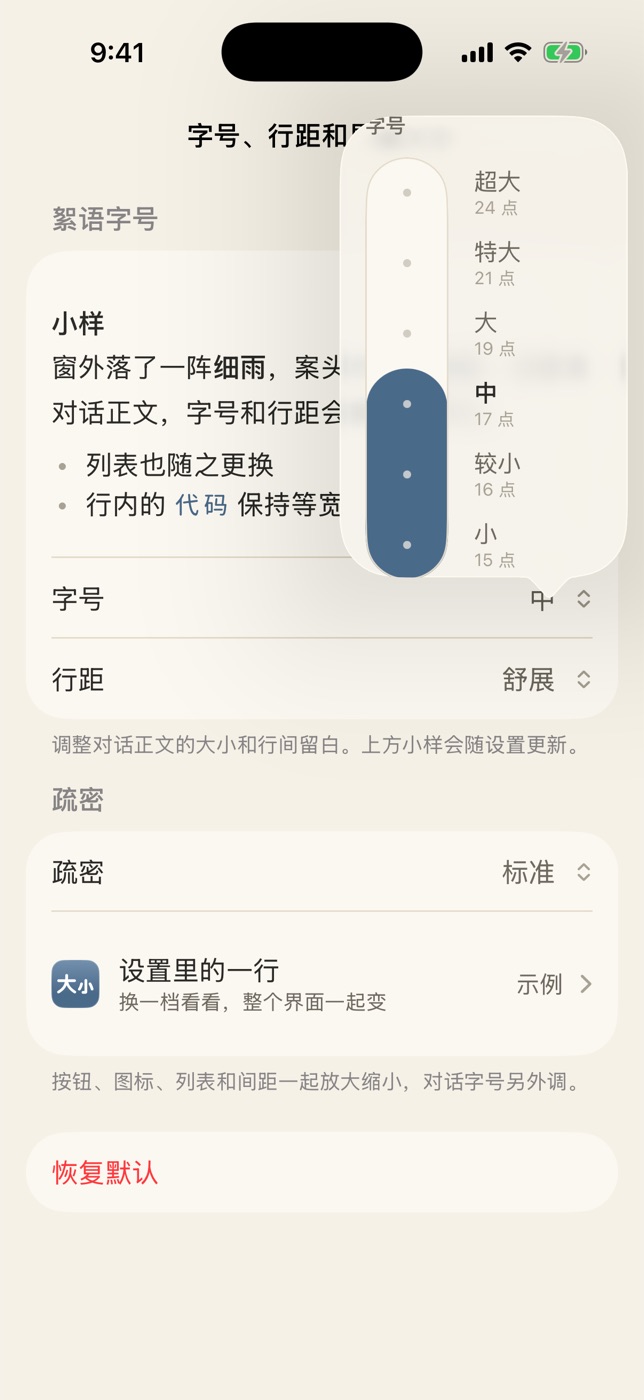 9:41
字号、行距和
字号
絮语字号
超大
24 点
特大
21 点
大
19 点
中
17 点
较小
16 点
小
15 点
小样
窗外落了一阵细雨，案头
对话正文，字号和行距会
• 列表也随之更换
• 行内的 代码 保持等宽
字号
行距
舒展
调整对话正文的大小和行间留白。上方小样会随设置更新。
疏密
疏密
标准
大小
设置里的一行
换一档看看，整个界面一起变
示例
按钮、图标、列表和间距一起放大缩小，对话字号另外调。
恢复默认